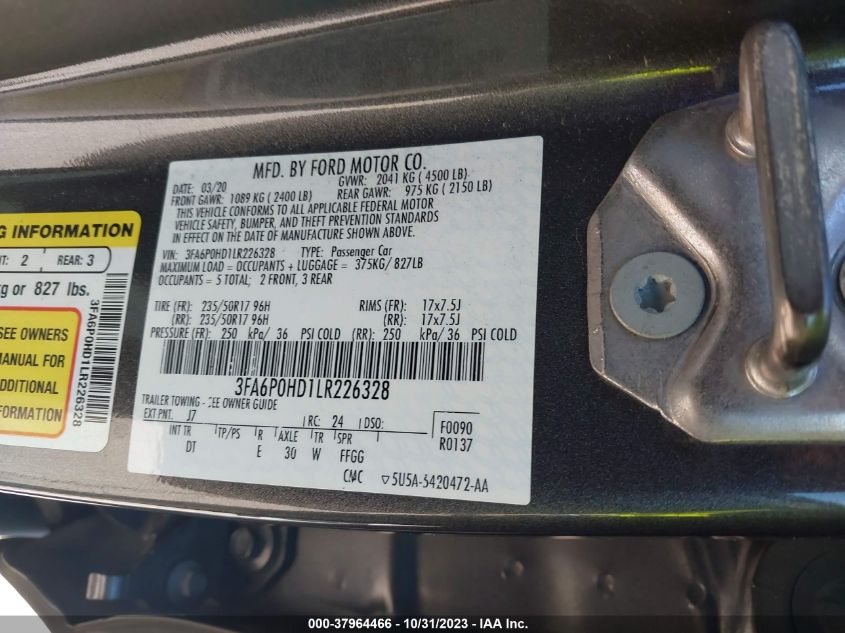 MFD. BY FORD MOTOR CO.
DATE: 03/20 GVWR: 2041 KG ( 4500 LB)
FRONT GAWR: 1089 KG ( 2400 LB) REAR GAWR: 975 KG ( 2150 LB)
THIS VEHICLE CONFORMS TO ALL APPLICABLE FEDERAL MOTOR
VEHICLE SAFETY, BUMPER, AND THEFT PREVENTION STANDARDS
IN EFFECT ON THE DATE OF MANUFACTURE SHOWN ABOVE.
VIN: 3FA6P0HD1LR226328 TYPE: Passenger Car
MAXIMUM LOAD = OCCUPANTS + LUGGAGE = 375KG/ 827LB
OCCUPANTS = 5 TOTAL; 2 FRONT, 3 REAR
TIRE (FR): 235/50R17 96H RIMS (FR): 17x7.5J
(RR): 235/50R17 96H (RR): 17x7.5J
PRESSURE (FR): 250 kPa/ 36 PSI COLD (RR): 250 kPa/ 36 PSI COLD
3FA6P0HD1LR226328
TRAILER TOWING - SEE OWNER GUIDE
EXT PNT: J7 RC: 24 DSO: F0090
INT TR TP/PS R AXLE TR SPR R0137
DT E 30 W FFGG
CMC ▽5U5A-5420472-AA
G INFORMATION
NT: 2 REAR: 3
kg or 827 lbs.
SEE OWNERS
MANUAL FOR
ADDITIONAL
INFORMATION
3FA6P0HD1LR226328
000-37964466 - 10/31/2023 - IAA Inc.